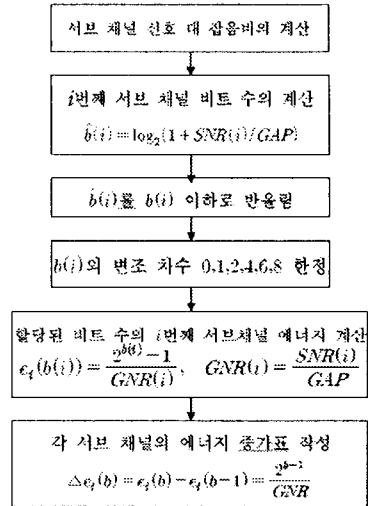 서브 채널 신호 대 잡음비의 계산
i번째 서브 채널 비트 수의 계산
b̂(i)=log₂(1+SNR(i)/GAP)
b̂(i)를 b(i) 이하로 반올림
b(i)의 변조 차수 0,1,2,4,6,8 한정
할당된 비트 수의 i번째 서브채널 에너지 계산
eᵢ(b(i))=(2^{b(i)}−1)/GNR(i), GNR(i)=SNR(i)/GAP
각 서브 채널의 에너지 증가표 작성
△eᵢ(b)=eᵢ(b)−eᵢ(b−1)=2^{b−1}/GNR